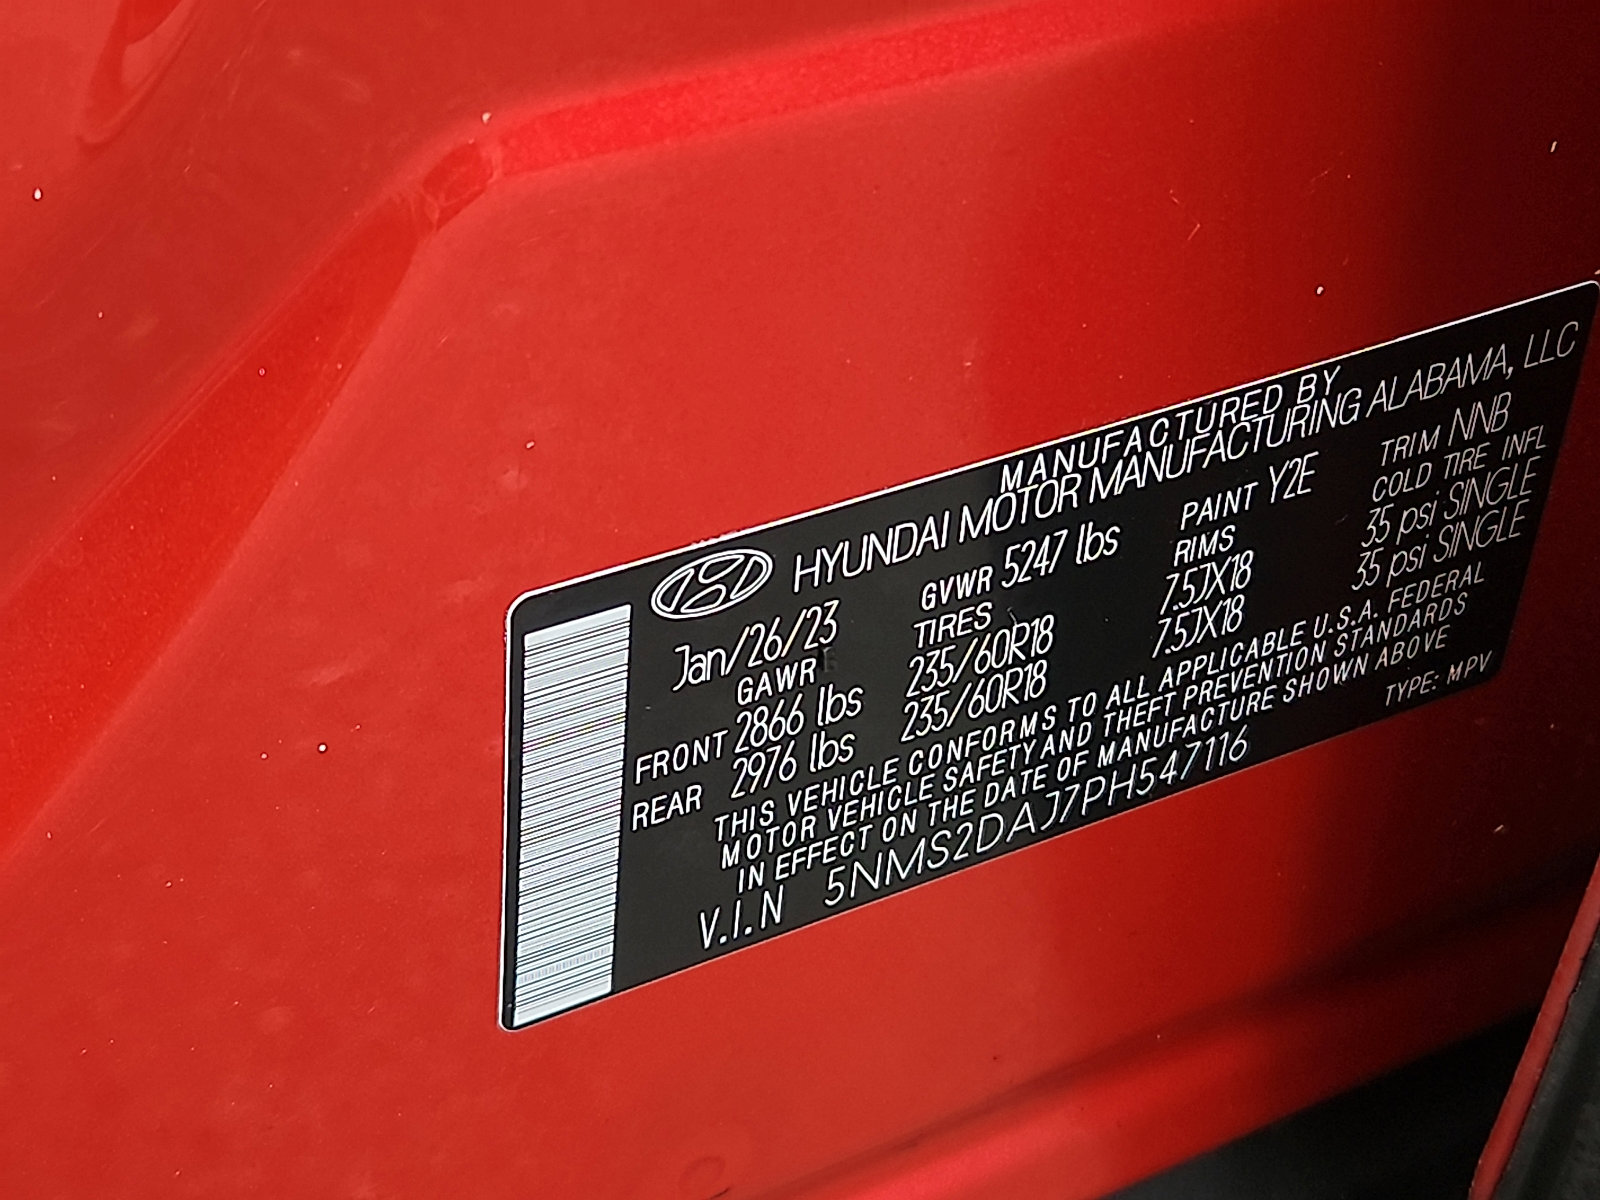 MANUFACTURED BY
HYUNDAI MOTOR MANUFACTURING ALABAMA, LLC
Jan/26/23 GVWR 5247 lbs PAINT Y2E TRIM NNB
GAWR TIRES RIMS COLD TIRE INFL
FRONT 2866 lbs 235/60R18 7.5JX18 35 psi SINGLE
REAR 2976 lbs 235/60R18 7.5JX18 35 psi SINGLE
THIS VEHICLE CONFORMS TO ALL APPLICABLE U.S.A. FEDERAL
MOTOR VEHICLE SAFETY AND THEFT PREVENTION STANDARDS
IN EFFECT ON THE DATE OF MANUFACTURE SHOWN ABOVE
V.I.N 5NMS2DAJ7PH547116 TYPE: MPV